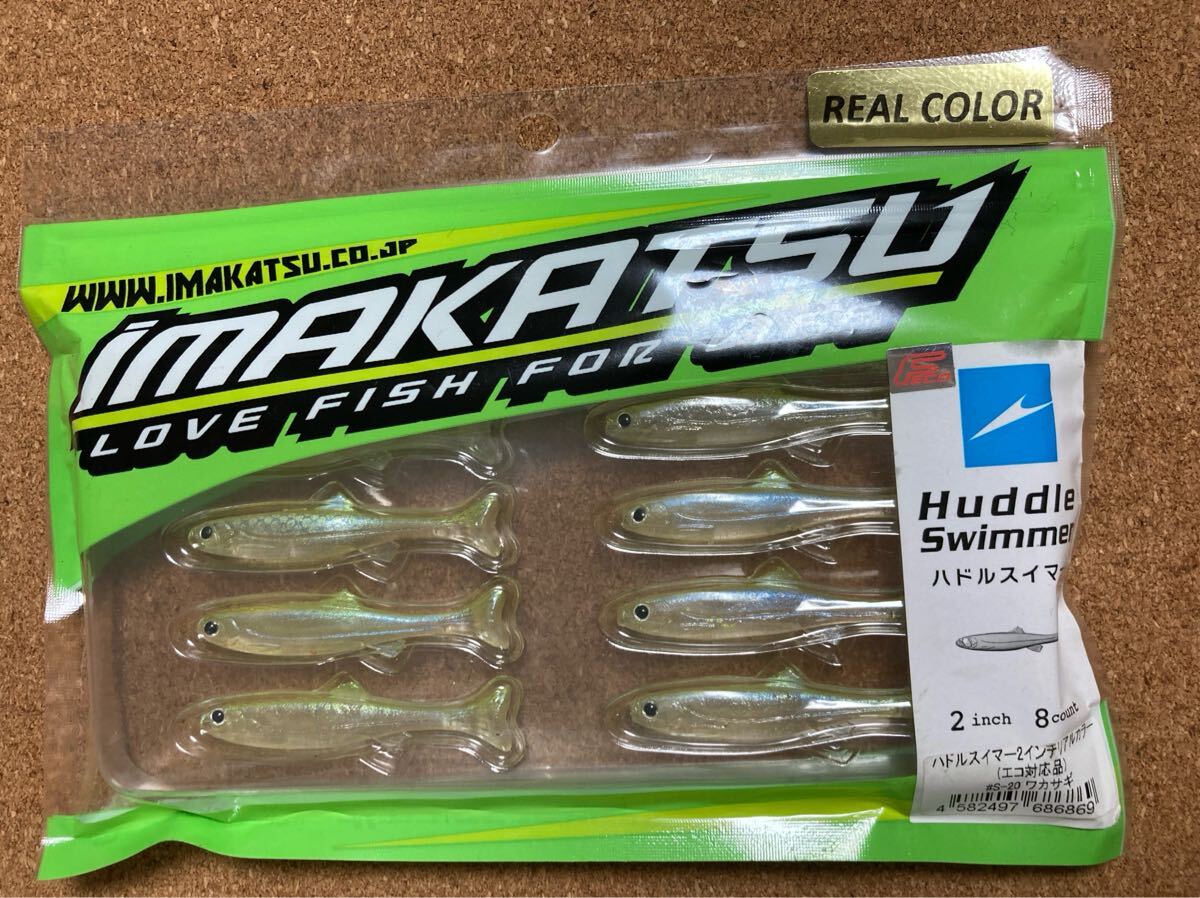 REAL COLOR
WWW.IMAKATSU.CO.JP
IMAKATSU
LOVE FISH FOR
Huddle
Swimmer
ハドルスイマ
2 inch 8 count
ハドルスイマー2インチリアルカラー
(エコ対応品)
#S-20 ワカサギ
4 582497 686869